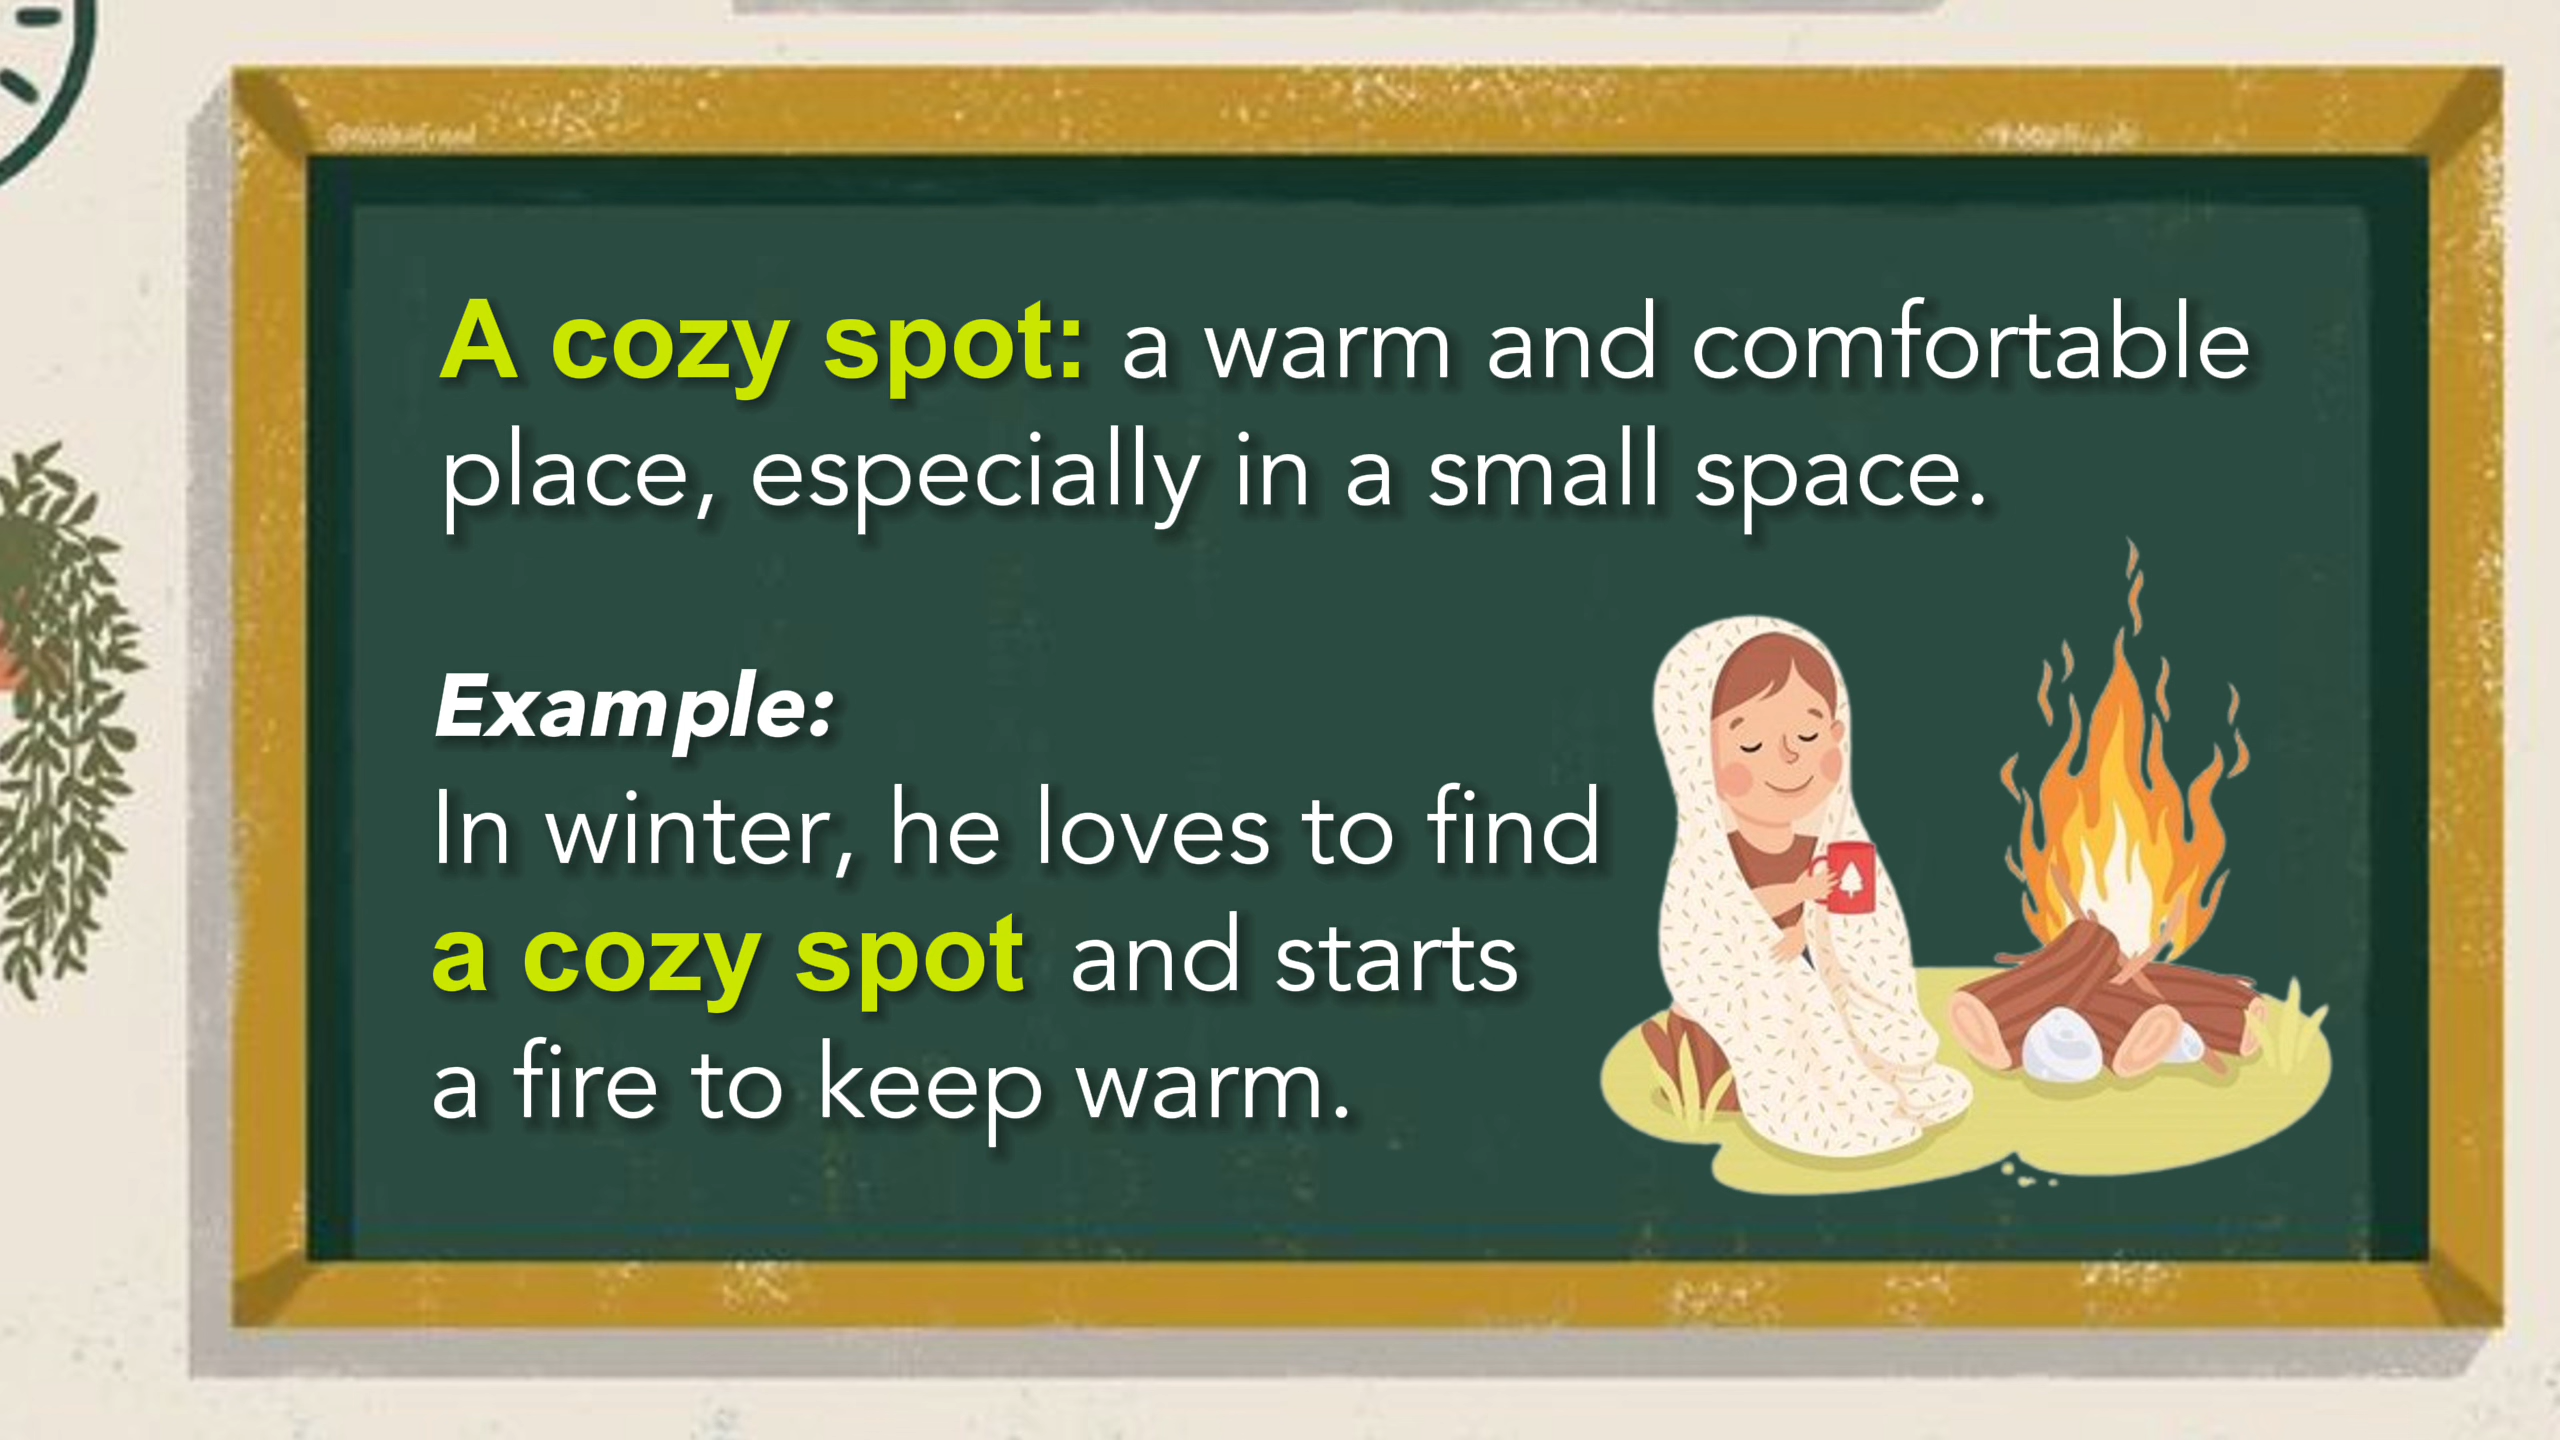 A cozy spot: a warm and comfortable
place, especially in a small space.
Example:
In winter, he loves to find
a cozy spot and starts
a fire to keep warm.